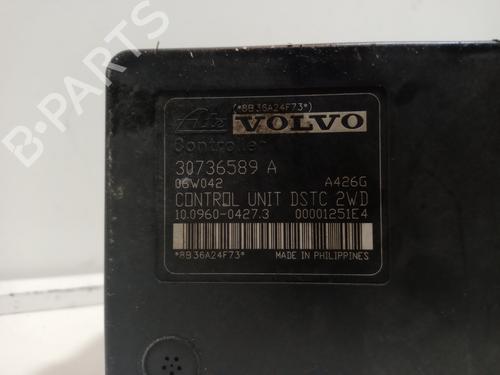 B-PARTS
(*8B36A24F73*)
Ate VOLVO
Controller
30736589 A
06W042 A426G
CONTROL UNIT DSTC 2WD
10.0960-0427.3 00001251E4
*8B36A24F73* MADE IN PHILIPPINES